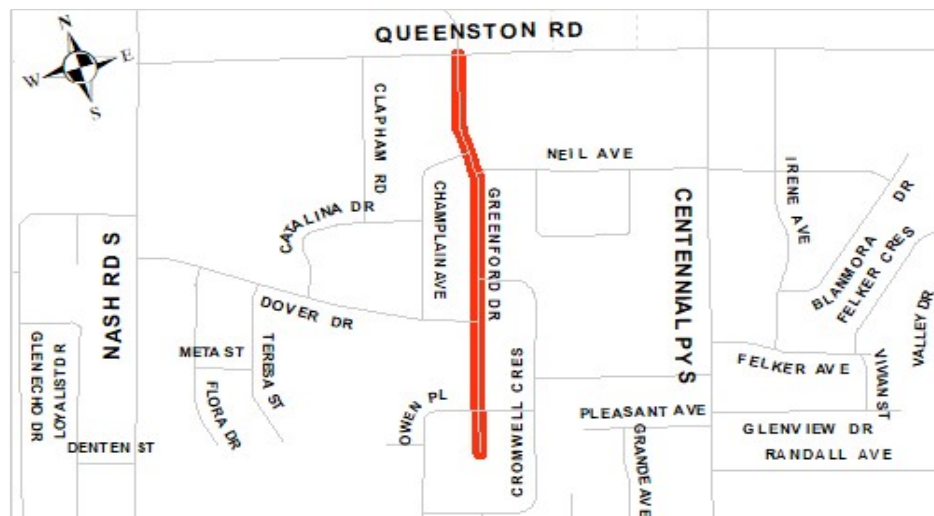 N
E
W
S
QUEENSTON RD
CLAPHAM RD
NEIL AVE
IRENE AVE
BLANMORA DR
FELKER CRES
VALLEY DR
CATALINA DR
CHAMPLAIN AVE
GREENFORD DR
CENTENNIAL PY S
NASH RD S
DOVER DR
GLENECHO DR
LOYALIST DR
META ST
TERESA ST
FLORA DR
DENTEN ST
OWEN PL
CROMWELL CRES
FELKER AVE
VIVIAN ST
PLEASANT AVE
GRANDE AVE
GLENVIEW DR
RANDALL AVE